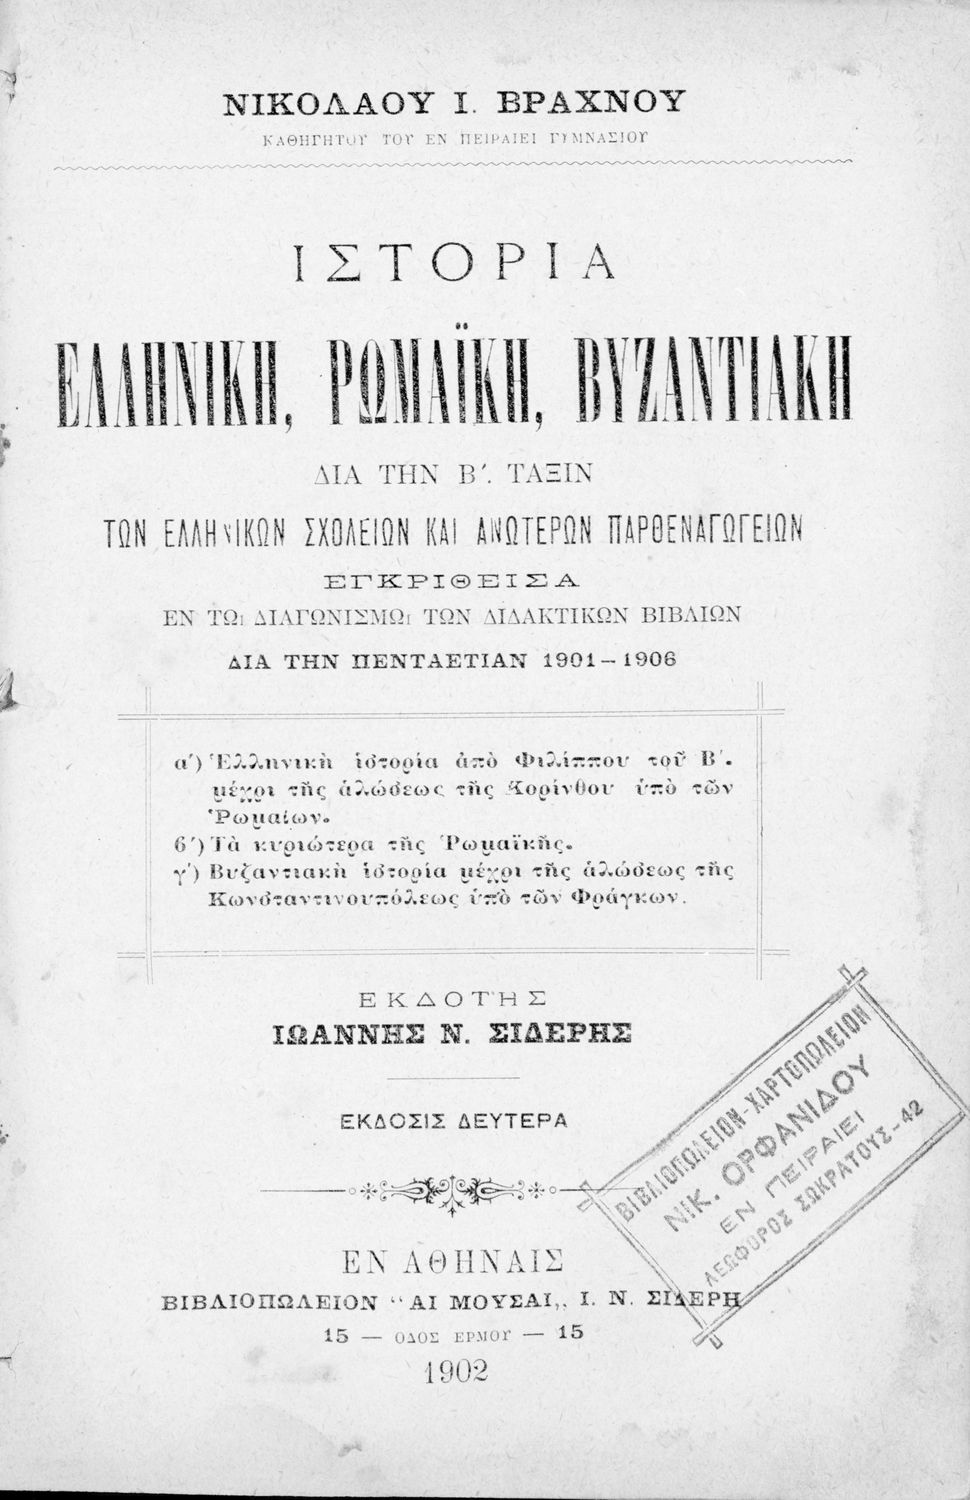 ΝΙΚΟΛΑΟΥ Ι. ΒΡΑΧΝΟΥ
ΚΑΘΗΓΗΤΟΥ ΤΟΥ ΕΝ ΠΕΙΡΑΙΕΙ ΓΥΜΝΑΣΙΟΥ
ΙΣΤΟΡΙΑ
ΕΛΛΗΝΙΚΗ, ΡΩΜΑΪΚΗ, ΒΥΖΑΝΤΙΑΚΗ
ΔΙΑ ΤΗΝ Β΄. ΤΑΞΙΝ
ΤΩΝ ΕΛΛΗΝΙΚΩΝ ΣΧΟΛΕΙΩΝ ΚΑΙ ΑΝΩΤΕΡΩΝ ΠΑΡΘΕΝΑΓΩΓΕΙΩΝ
ΕΓΚΡΙΘΕΙΣΑ
ΕΝ ΤΩι ΔΙΑΓΩΝΙΣΜΩι ΤΩΝ ΔΙΔΑΚΤΙΚΩΝ ΒΙΒΛΙΩΝ
ΔΙΑ ΤΗΝ ΠΕΝΤΑΕΤΙΑΝ 1901 – 1906
α΄) Ἑλληνικὴ ἱστορία ἀπὸ Φιλίππου τοῦ Β΄.
μέχρι τῆς ἁλώσεως τῆς Κορίνθου ὑπὸ τῶν
Ῥωμαίων.
β΄) Τὰ κυριώτερα τῆς Ῥωμαϊκῆς.
γ΄) Βυζαντιακὴ ἱστορία μέχρι τῆς ἁλώσεως τῆς
Κωνσταντινουπόλεως ὑπὸ τῶν Φράγκων.
ΕΚΔΟΤΗΣ
ΙΩΑΝΝΗΣ Ν. ΣΙΔΕΡΗΣ
ΕΚΔΟΣΙΣ ΔΕΥΤΕΡΑ
ΒΙΒΛΙΟΠΩΛΕΙΟΝ-ΧΑΡΤΟΠΩΛΕΙΟΝ
ΝΙΚ. ΟΡΦΑΝΙΔΟΥ
ΕΝ ΠΕΙΡΑΙΕΙ
ΛΕΩΦΟΡΟΣ ΣΩΚΡΑΤΟΥΣ-42
ΕΝ ΑΘΗΝΑΙΣ
ΒΙΒΛΙΟΠΩΛΕΙΟΝ “ΑΙ ΜΟΥΣΑΙ„ Ι. Ν. ΣΙΔΕΡΗ
15 — ΟΔΟΣ ΕΡΜΟΥ — 15
1902